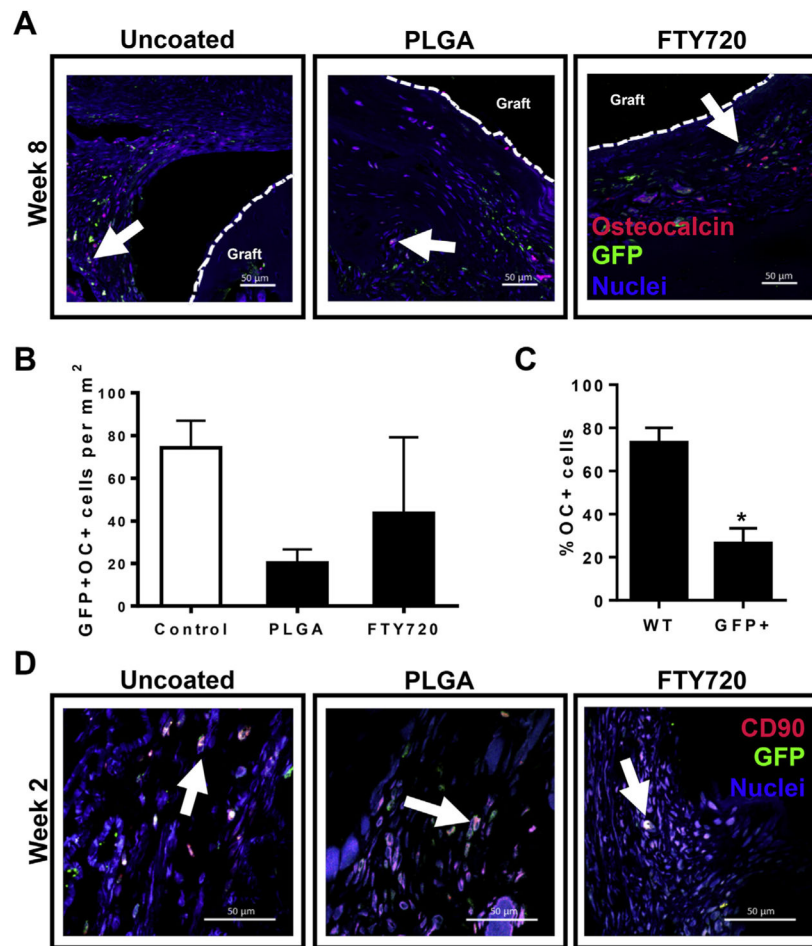 A
Uncoated PLGA FTY720
Week 8
Graft
50 µm
Graft
50 µm
Graft
Osteocalcin
GFP
Nuclei
50 µm
B
GFP+OC+ cells per mm²
100
80
60
40
20
0
Control PLGA FTY720
C
% OC+ cells
100
80
60
40
20
0
*
WT GFP+
D
Uncoated PLGA FTY720
Week 2
50 µm
50 µm
CD90
GFP
Nuclei
50 µm